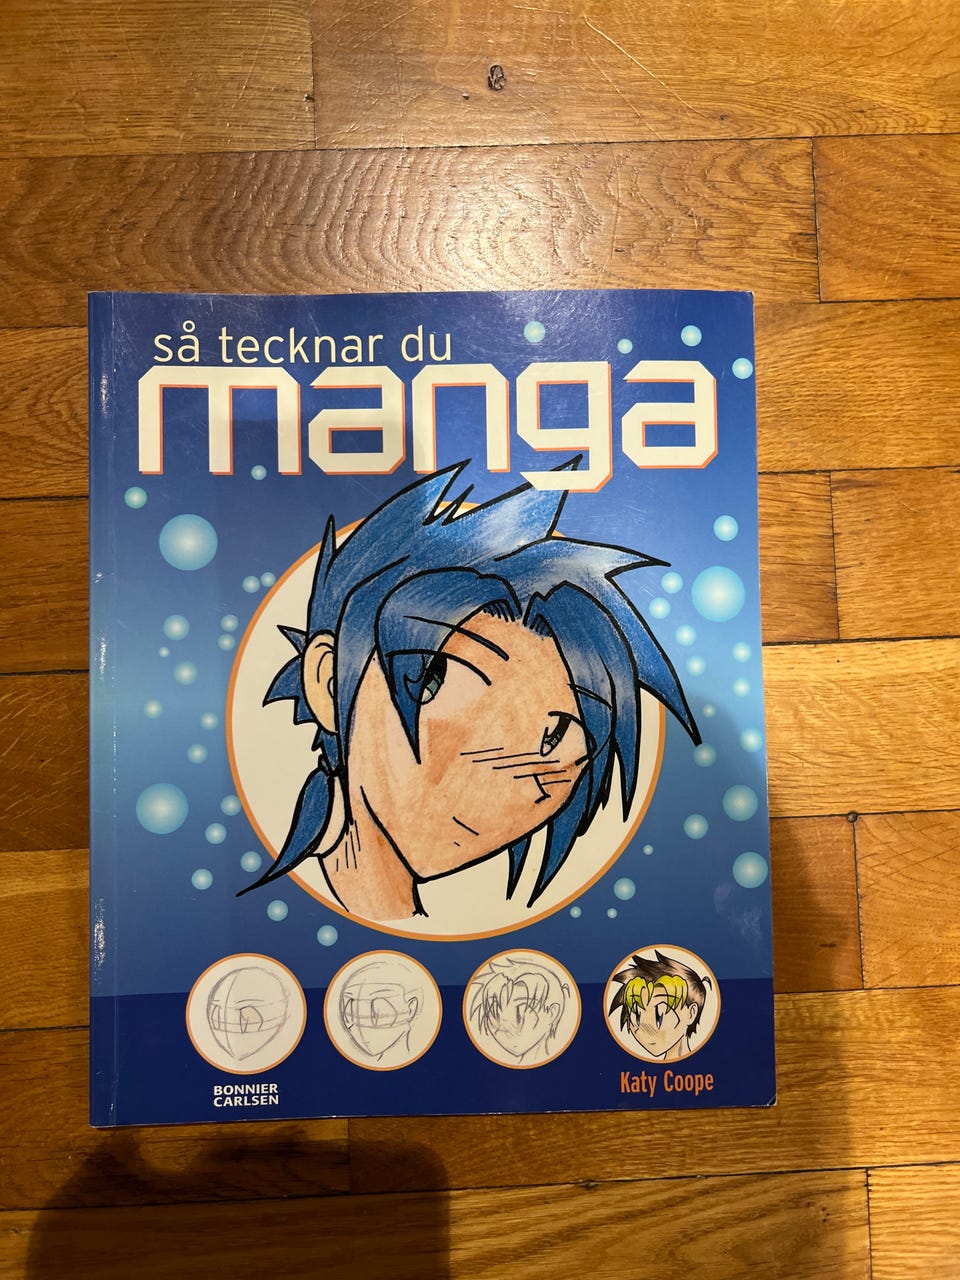 så tecknar du
manga
BONNIER
CARLSEN
Katy Coope